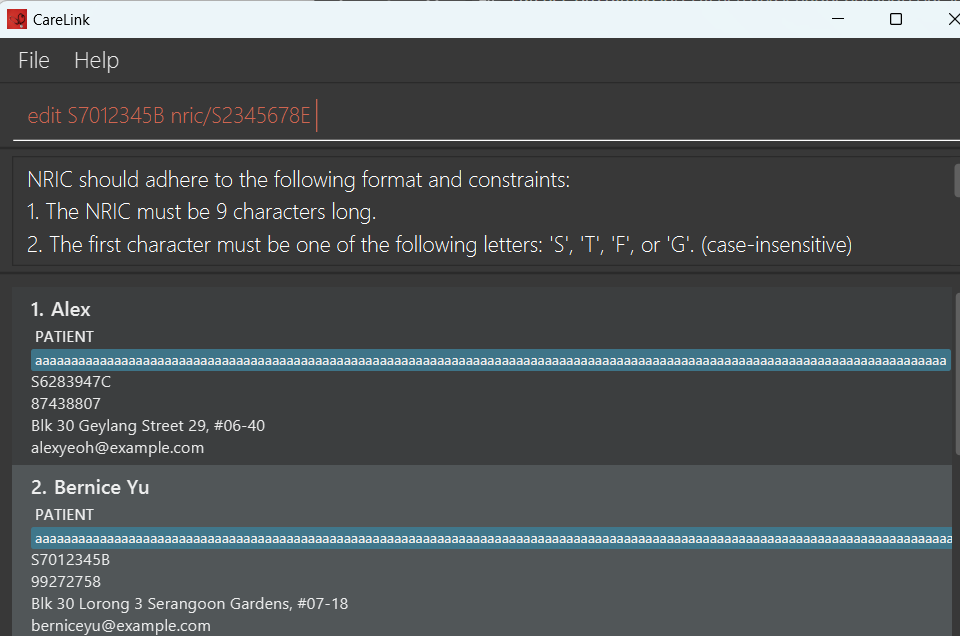 CareLink
File Help
edit S7012345B nric/S2345678E
NRIC should adhere to the following format and constraints:
1. The NRIC must be 9 characters long.
2. The first character must be one of the following letters: 'S', 'T', 'F', or 'G'. (case-insensitive)
1. Alex
PATIENT
aaaaaaaaaaaaaaaaaaaaaaaaaaaaaaaaaaaaaaaaaaaaaaaaaaaaaaaaaaaaaaaaaaaaaaaaaaaaaaaaaaaaaaaaaaaaaaaaaaaaaaaaaaaaaaaaaaaaaaaaaaaaaaaaaa
S6283947C
87438807
Blk 30 Geylang Street 29, #06-40
alexyeoh@example.com
2. Bernice Yu
PATIENT
aaaaaaaaaaaaaaaaaaaaaaaaaaaaaaaaaaaaaaaaaaaaaaaaaaaaaaaaaaaaaaaaaaaaaaaaaaaaaaaaaaaaaaaaaaaaaaaaaaaaaaaaaaaaaaaaaaaaaaaaaaaaaaaaaaa
S7012345B
99272758
Blk 30 Lorong 3 Serangoon Gardens, #07-18
berniceyu@example.com